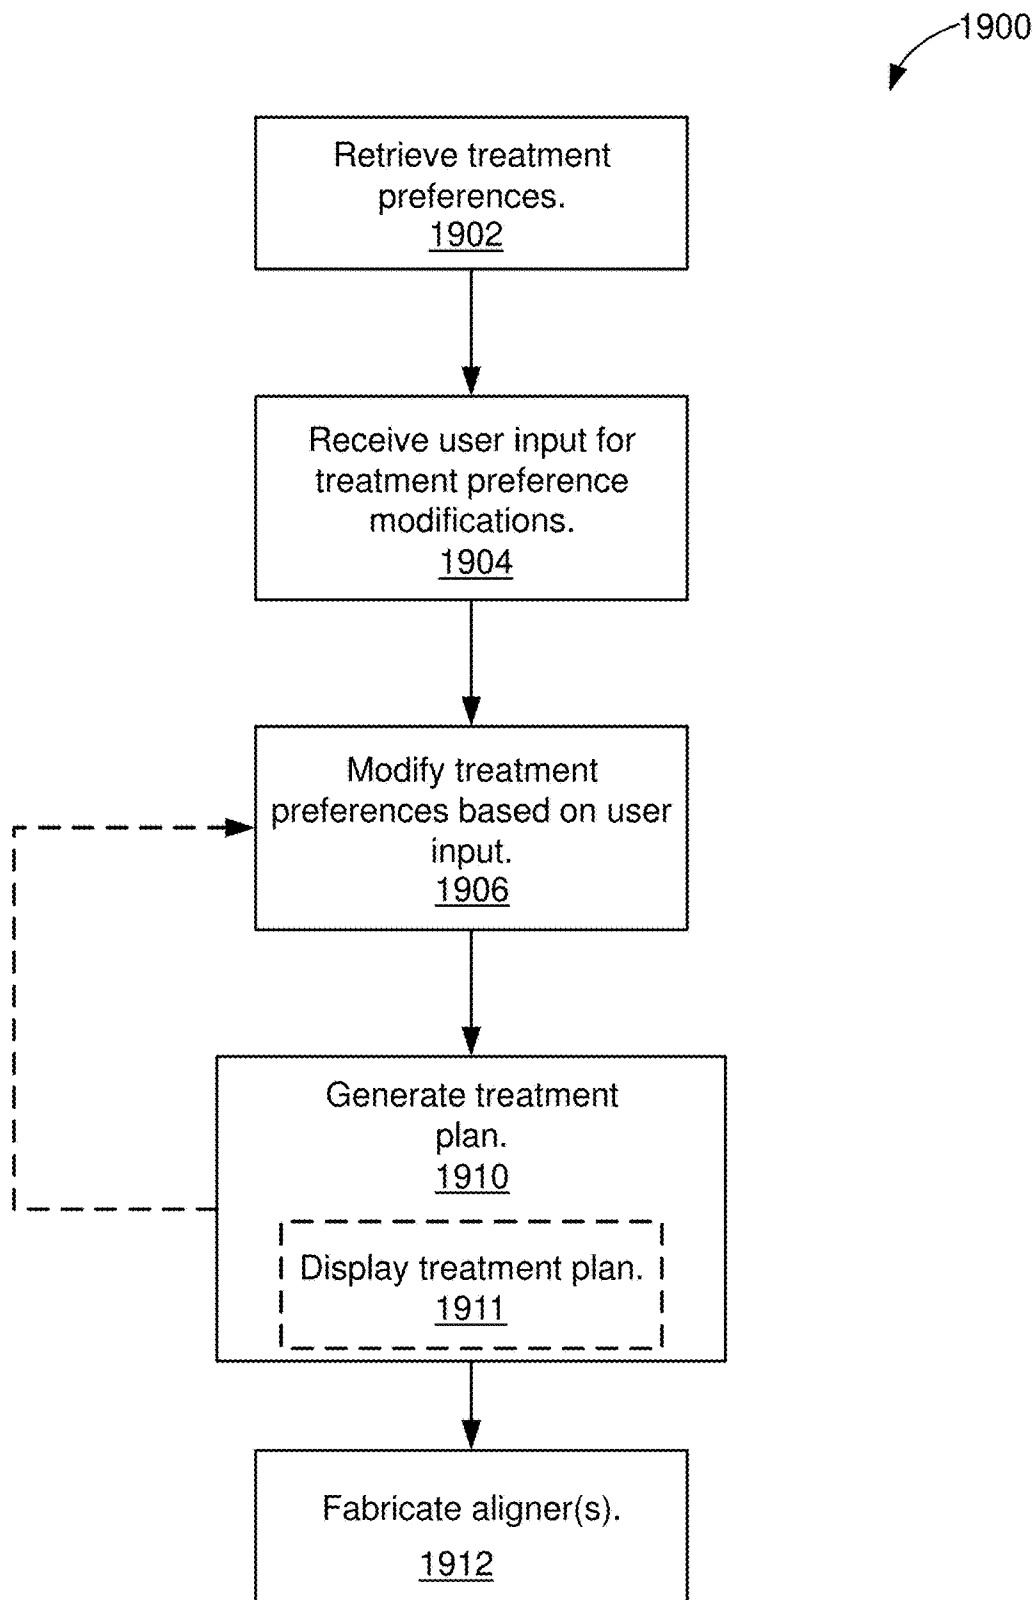 1900
Retrieve treatment
preferences.
1902
Receive user input for
treatment preference
modifications.
1904
Modify treatment
preferences based on user
input.
1906
Generate treatment
plan.
1910
Display treatment plan.
1911
Fabricate aligner(s).
1912